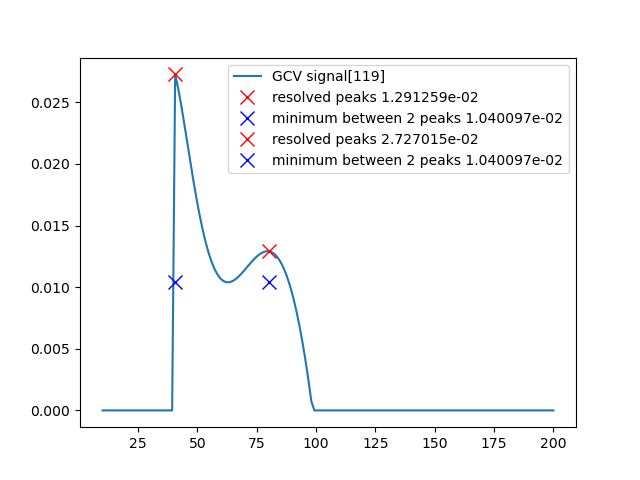 GCV signal[119]
resolved peaks 1.291259e-02
minimum between 2 peaks 1.040097e-02
resolved peaks 2.727015e-02
minimum between 2 peaks 1.040097e-02
0.025
0.020
0.015
0.010
0.005
0.000
25 50 75 100 125 150 175 200